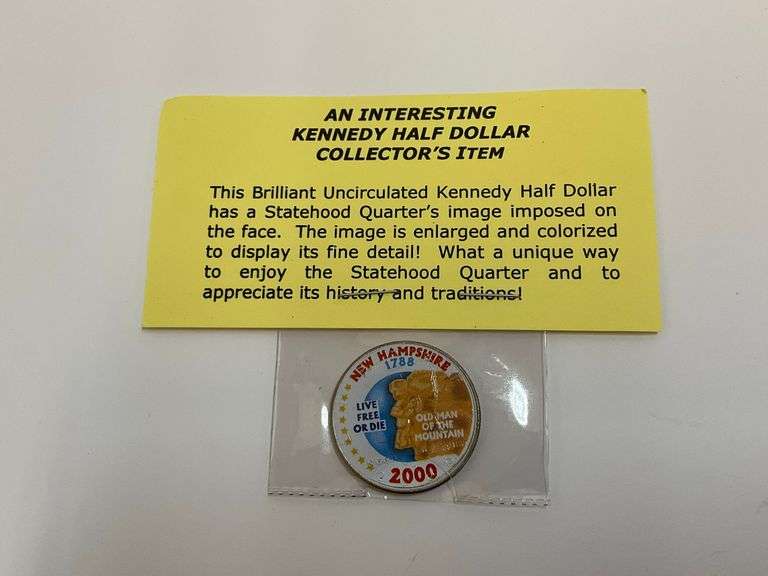 AN INTERESTING
KENNEDY HALF DOLLAR
COLLECTOR'S ITEM
This Brilliant Uncirculated Kennedy Half Dollar
has a Statehood Quarter's image imposed on
the face. The image is enlarged and colorized
to display its fine detail! What a unique way
to enjoy the Statehood Quarter and to
appreciate its history and traditions!
NEW HAMPSHIRE
1788
LIVE
FREE
OR DIE
OLD MAN
OF THE
MOUNTAIN
2000